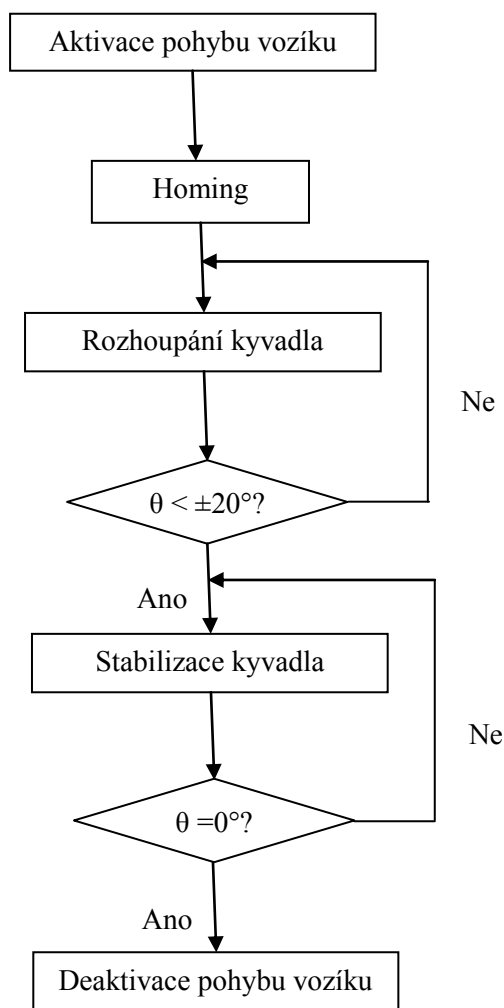 Aktivace pohybu vozíku
Homing
Rozhoupání kyvadla
Ne
θ < ±20°?
Ano
Stabilizace kyvadla
Ne
θ =0°?
Ano
Deaktivace pohybu vozíku